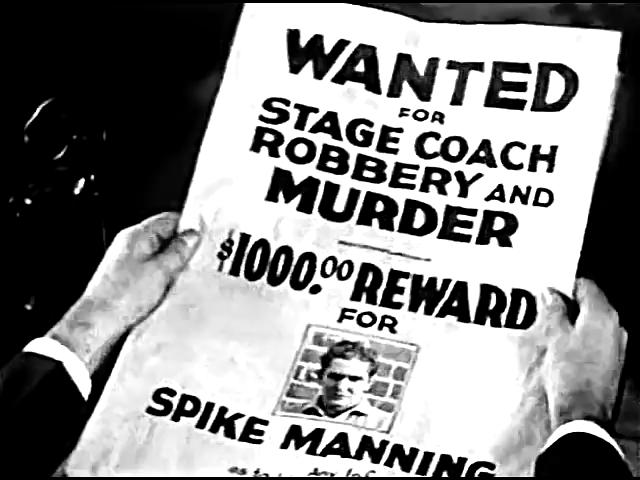 WANTED
FOR
STAGE COACH
ROBBERY AND
MURDER
$1000.00 REWARD
FOR
SPIKE MANNING